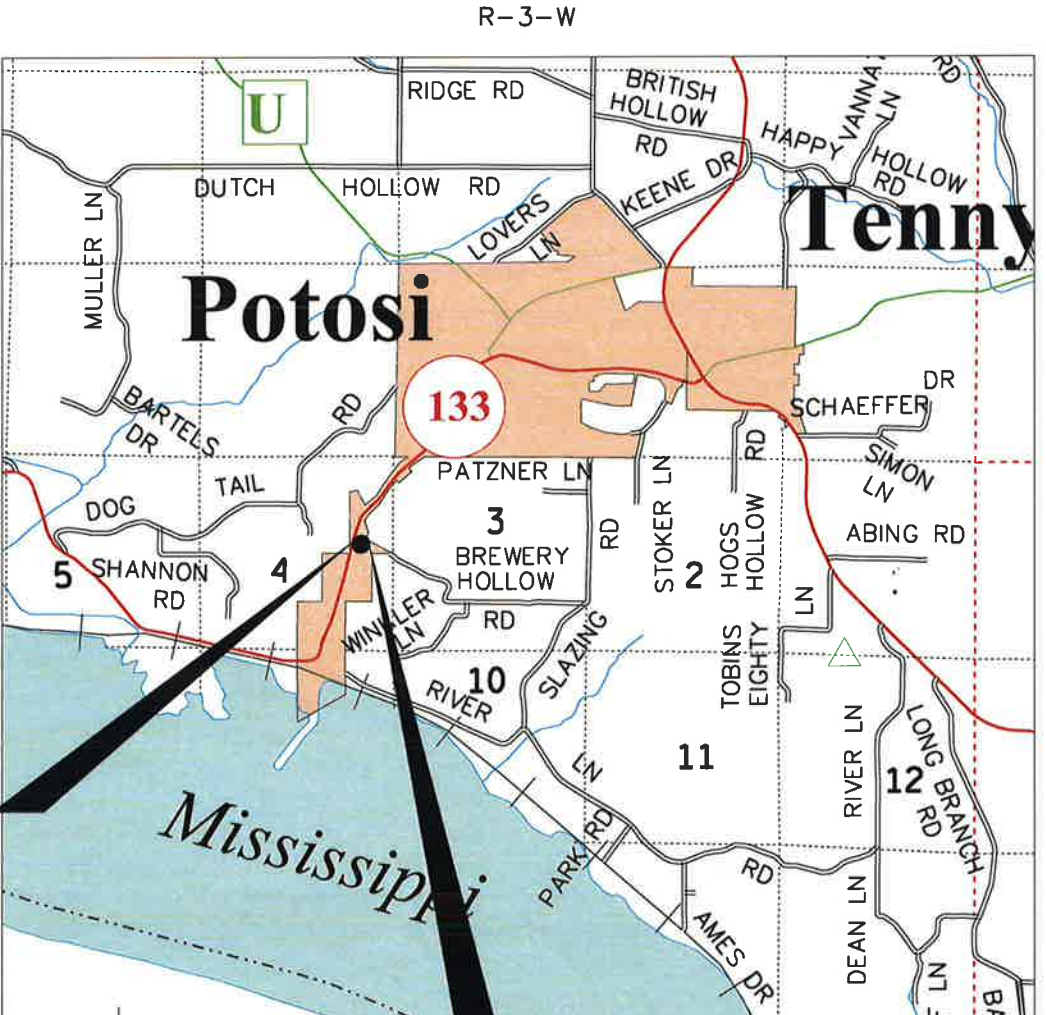 R-3-W
RIDGE RD
BRITISH
HOLLOW
RD
U
VANNA
LN
RD
HAPPY
HOLLOW
RD
KEENE DR
DUTCH HOLLOW RD
MULLER LN
LOVERS
LN
Tenny
Potosi
133
BARTELS
DR
RD
DR
SCHAEFFER
SIMON
LN
DOG TAIL
PATZNER LN
3
BREWERY
HOLLOW
RD
RD
STOKER LN
2
RD
HOGS
HOLLOW
ABING RD
5
SHANNON
RD
4
WINKLER
LN
SLAZING
TOBINS
EIGHTY
LN
10
RIVER
LN
11
RIVER LN
12
LONG BRANCH
RD
Mississippi
PARK RD
RD
AMES DR
DEAN LN
LN
BA